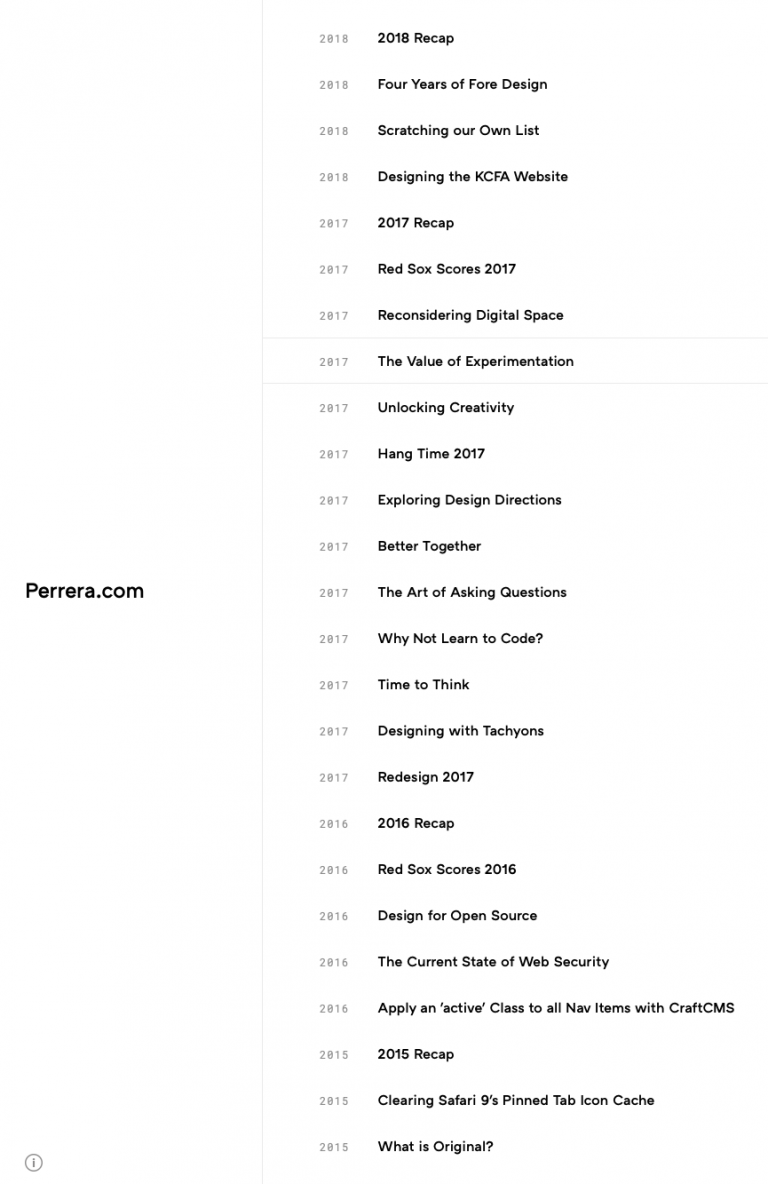 2018 2018 Recap
2018 Four Years of Fore Design
2018 Scratching our Own List
2018 Designing the KCFA Website
2017 2017 Recap
2017 Red Sox Scores 2017
2017 Reconsidering Digital Space
2017 The Value of Experimentation
2017 Unlocking Creativity
2017 Hang Time 2017
2017 Exploring Design Directions
2017 Better Together
Perrera.com
2017 The Art of Asking Questions
2017 Why Not Learn to Code?
2017 Time to Think
2017 Designing with Tachyons
2017 Redesign 2017
2016 2016 Recap
2016 Red Sox Scores 2016
2016 Design for Open Source
2016 The Current State of Web Security
2016 Apply an ’active’ Class to all Nav Items with CraftCMS
2015 2015 Recap
2015 Clearing Safari 9’s Pinned Tab Icon Cache
2015 What is Original?